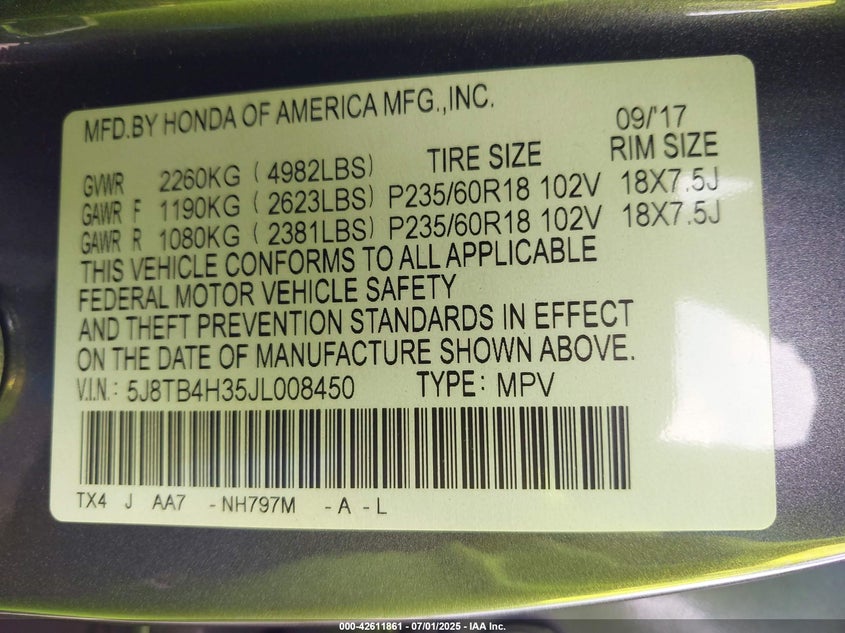 MFD.BY HONDA OF AMERICA MFG.,INC.
09/'17
TIRE SIZE RIM SIZE
GVWR 2260KG ( 4982LBS)
GAWR F 1190KG ( 2623LBS) P235/60R18 102V 18X7.5J
GAWR R 1080KG ( 2381LBS) P235/60R18 102V 18X7.5J
THIS VEHICLE CONFORMS TO ALL APPLICABLE
FEDERAL MOTOR VEHICLE SAFETY
AND THEFT PREVENTION STANDARDS IN EFFECT
ON THE DATE OF MANUFACTURE SHOWN ABOVE.
V.I.N.: 5J8TB4H35JL008450 TYPE: MPV
TX4 J AA7 -NH797M -A -L
000-42611861 - 07/01/2025 - IAA Inc.